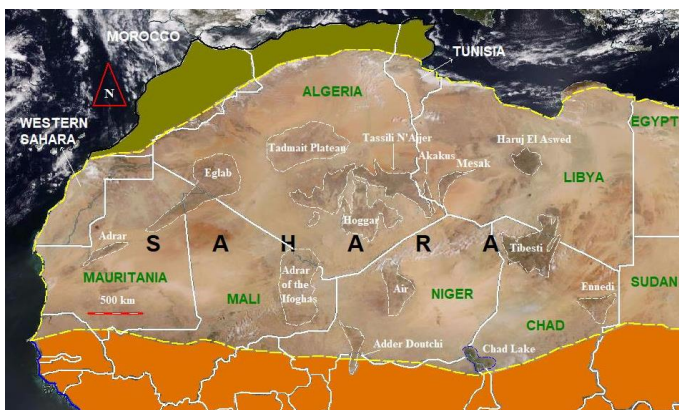 MOROCCO
TUNISIA
N
ALGERIA
WESTERN
SAHARA
EGYPT
Tassili N'Ajjer
Haruj El Aswed
Tadmait Plateau
Akakus
Mesak
Eglab
LIBYA
Hoggar
Adrar
S A H A R A
Tibesti
MAURITANIA
Adrar
of the
Ifoghas
Air
NIGER
SUDAN
Ennedi
500 km
MALI
CHAD
Adder Doutchi
Chad Lake